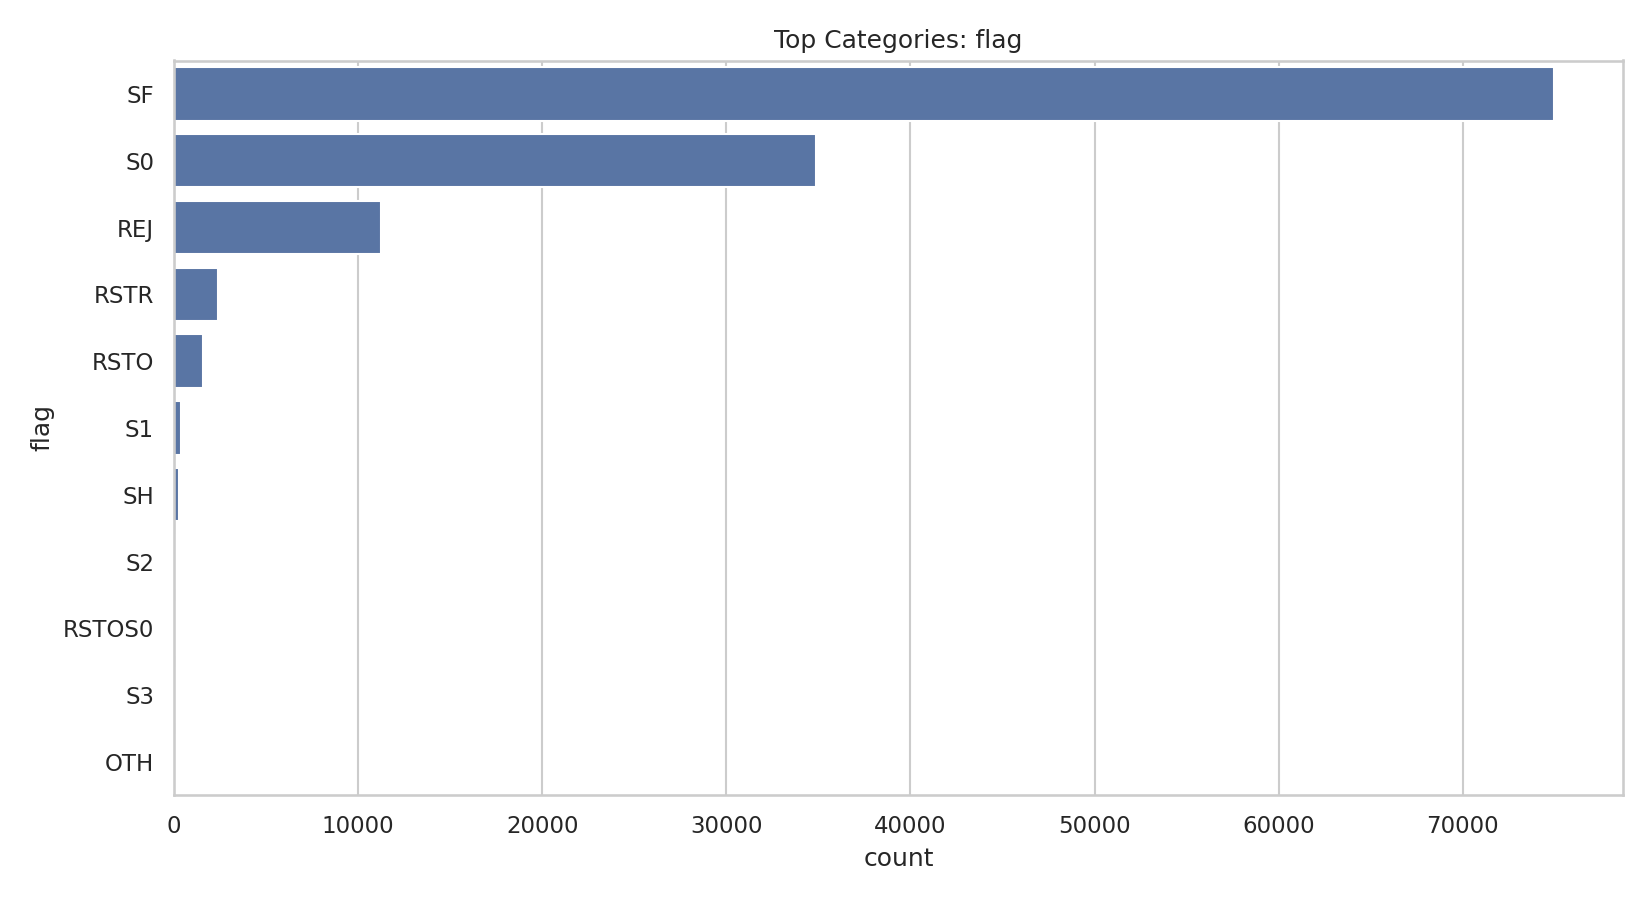 Top Categories: flag
SF
S0
REJ
RSTR
RSTO
S1
SH
S2
RSTOS0
S3
OTH
flag
0 10000 20000 30000 40000 50000 60000 70000
count